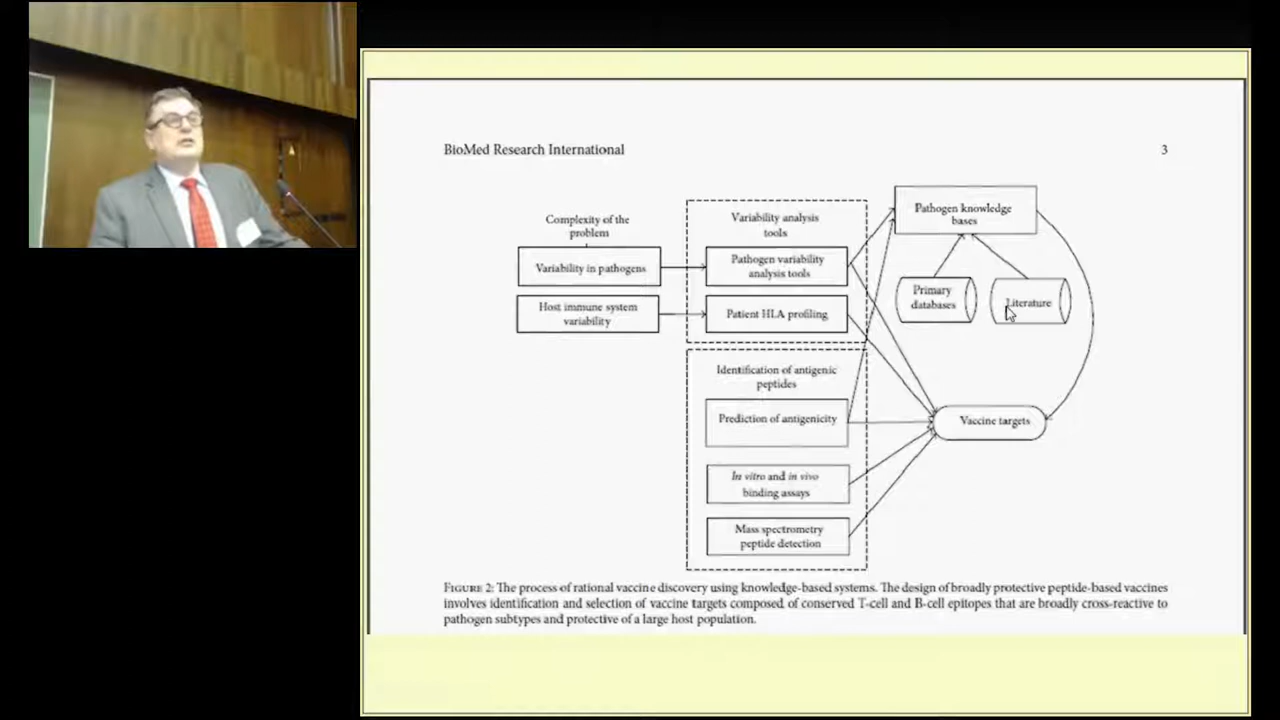 BioMed Research International
3
Complexity of the
problem
Variability in pathogens
Host immune system
variability
Variability analysis
tools
Pathogen variability
analysis tools
Patient HLA profiling
Identification of antigenic
peptides
Prediction of antigenicity
In vitro and in vivo
binding assays
Mass spectrometry
peptide detection
Pathogen knowledge
bases
Primary
databases
Literature
Vaccine targets
FIGURE 2: The process of rational vaccine discovery using knowledge-based systems. The design of broadly protective peptide-based vaccines
involves identification and selection of vaccine targets composed of conserved T-cell and B-cell epitopes that are broadly cross-reactive to
pathogen subtypes and protective of a large host population.